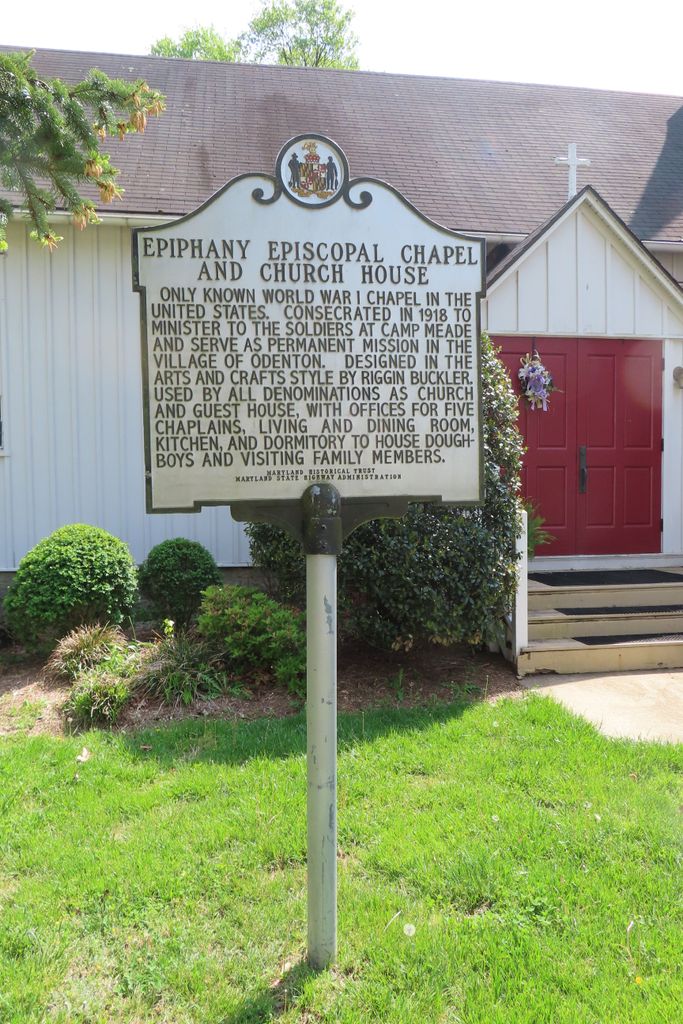 EPIPHANY EPISCOPAL CHAPEL
AND CHURCH HOUSE
ONLY KNOWN WORLD WAR I CHAPEL IN THE
UNITED STATES. CONSECRATED IN 1918 TO
MINISTER TO THE SOLDIERS AT CAMP MEADE
AND SERVE AS PERMANENT MISSION IN THE
VILLAGE OF ODENTON. DESIGNED IN THE
ARTS AND CRAFTS STYLE BY RIGGIN BUCKLER.
USED BY ALL DENOMINATIONS AS CHURCH
AND GUEST HOUSE, WITH OFFICES FOR FIVE
CHAPLAINS, LIVING AND DINING ROOM,
KITCHEN, AND DORMITORY TO HOUSE DOUGH-
BOYS AND VISITING FAMILY MEMBERS.
MARYLAND HISTORICAL TRUST
MARYLAND STATE HIGHWAY ADMINISTRATION